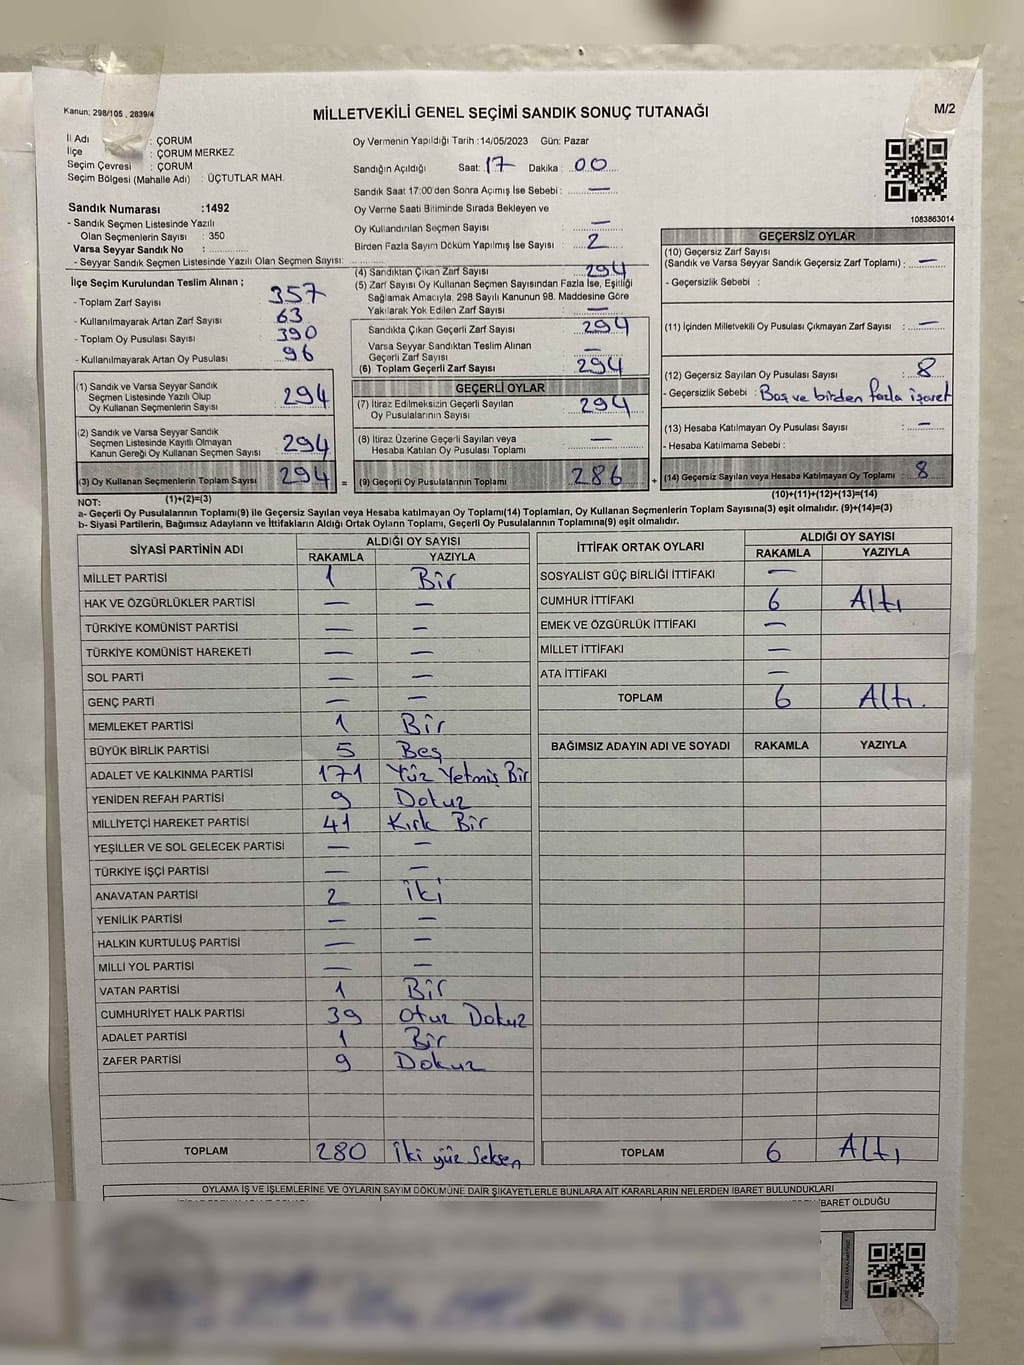 Kanun: 298/105 , 2839/4
MİLLETVEKİLİ GENEL SEÇİMİ SANDIK SONUÇ TUTANAĞI
M/2
İl Adı : ÇORUM
İlçe : ÇORUM MERKEZ
Seçim Çevresi : ÇORUM
Seçim Bölgesi (Mahalle Adı) : ÜÇTUTLAR MAH.
Sandık Numarası :1492
- Sandık Seçmen Listesinde Yazılı
Olan Seçmenlerin Sayısı : 350
Varsa Seyyar Sandık No :
- Seyyar Sandık Seçmen Listesinde Yazılı Olan Seçmen Sayısı:
Oy Vermenin Yapıldığı Tarih :14/05/2023 Gün: Pazar
Sandığın Açıldığı Saat: 17 Dakika : 00
Sandık Saat 17:00'den Sonra Açımış İse Sebebi : —
Oy Verme Saati Bitiminde Sırada Bekleyen ve
Oy Kullandırılan Seçmen Sayısı : —
Birden Fazla Sayım Döküm Yapılmış İse Sayısı : 2
1083863014
İlçe Seçim Kurulundan Teslim Alınan ;
- Toplam Zarf Sayısı 357
- Kullanılmayarak Artan Zarf Sayısı 63
- Toplam Oy Pusulası Sayısı 390
- Kullanılmayarak Artan Oy Pusulası 96
(1) Sandık ve Varsa Seyyar Sandık
Seçmen Listesinde Yazılı Olup
Oy Kullanan Seçmenlerin Sayısı 294
(2) Sandık ve Varsa Seyyar Sandık
Seçmen Listesinde Kayıtlı Olmayan
Kanun Gereği Oy Kullanan Seçmen Sayısı 294
(3) Oy Kullanan Seçmenlerin Toplam Sayısı 294 =
(1)+(2)=(3)
(4) Sandıktan Çıkan Zarf Sayısı 294
(5) Zarf Sayısı Oy Kullanan Seçmen Sayısından Fazla İse, Eşitliği
Sağlamak Amacıyla, 298 Sayılı Kanunun 98. Maddesine Göre
Yakılarak Yok Edilen Zarf Sayısı : —
Sandıkta Çıkan Geçerli Zarf Sayısı : 294
Varsa Seyyar Sandıktan Teslim Alınan
Geçerli Zarf Sayısı : —
(6) Toplam Geçerli Zarf Sayısı : 294
GEÇERLİ OYLAR
(7) İtiraz Edilmeksizin Geçerli Sayılan
Oy Pusulalarının Sayısı : 294
(8) İtiraz Üzerine Geçerli Sayılan veya
Hesaba Katılan Oy Pusulası Toplamı : —
(9) Geçerli Oy Pusulalarının Toplamı 286 +
GEÇERSİZ OYLAR
(10) Geçersiz Zarf Sayısı
(Sandık ve Varsa Seyyar Sandık Geçersiz Zarf Toplamı) : —
- Geçersizlik Sebebi :
(11) İçinden Milletvekili Oy Pusulası Çıkmayan Zarf Sayısı : —
(12) Geçersiz Sayılan Oy Pusulası Sayısı : 8
- Geçersizlik Sebebi : Boş ve birden fazla işaret
(13) Hesaba Katılmayan Oy Pusulası Sayısı : —
- Hesaba Katılmama Sebebi :
(14) Geçersiz Sayılan veya Hesaba Katılmayan Oy Toplamı : 8
(10)+(11)+(12)+(13)=(14)
NOT:
a- Geçerli Oy Pusulasının Toplamı(9) ile Geçersiz Sayılan veya Hesaba katılmayan Oy Toplamı(14) Toplamları, Oy Kullanan Seçmenlerin Toplam Sayısına(3) eşit olmalıdır. (9)+(14)=(3)
b- Siyasi Partilerin, Bağımsız Adayların ve İttifakların Aldığı Ortak Oyların Toplamı, Geçerli Oy Pusulasının Toplamına(9) eşit olmalıdır.
SİYASİ PARTİNİN ADI ALDIĞI OY SAYISI
RAKAMLA YAZIYLA
MİLLET PARTİSİ 1 Bir
HAK VE ÖZGÜRLÜKLER PARTİSİ — —
TÜRKİYE KOMÜNİST PARTİSİ — —
TÜRKİYE KOMÜNİST HAREKETİ — —
SOL PARTİ — —
GENÇ PARTİ — —
MEMLEKET PARTİSİ 1 Bir
BÜYÜK BİRLİK PARTİSİ 5 Beş
ADALET VE KALKINMA PARTİSİ 171 Yüz Yetmiş Bir
YENİDEN REFAH PARTİSİ 9 Dokuz
MİLLİYETÇİ HAREKET PARTİSİ 41 Kırk Bir
YEŞİLLER VE SOL GELECEK PARTİSİ — —
TÜRKİYE İŞÇİ PARTİSİ — —
ANAVATAN PARTİSİ 2 iki
YENİLİK PARTİSİ — —
HALKIN KURTULUŞ PARTİSİ — —
MİLLİ YOL PARTİSİ — —
VATAN PARTİSİ 1 Bir
CUMHURİYET HALK PARTİSİ 39 Otuz Dokuz
ADALET PARTİSİ 1 Bir
ZAFER PARTİSİ 9 Dokuz
TOPLAM 280 İki yüz Seksen
İTTİFAK ORTAK OYLARI ALDIĞI OY SAYISI
RAKAMLA YAZIYLA
SOSYALİST GÜÇ BİRLİĞİ İTTİFAKI —
CUMHUR İTTİFAKI 6 Altı
EMEK VE ÖZGÜRLÜK İTTİFAKI —
MİLLET İTTİFAKI —
ATA İTTİFAKI —
TOPLAM 6 Altı.
BAĞIMSIZ ADAYIN ADI VE SOYADI RAKAMLA YAZIYLA
TOPLAM 6 Altı
OYLAMA İŞ VE İŞLEMLERİNE VE OYLARIN SAYIM DÖKÜMÜNE DAİR ŞİKAYETLERLE BUNLARA AİT KARARLARIN NELERDEN İBARET BULUNDUKLARI
İBARET OLDUĞU